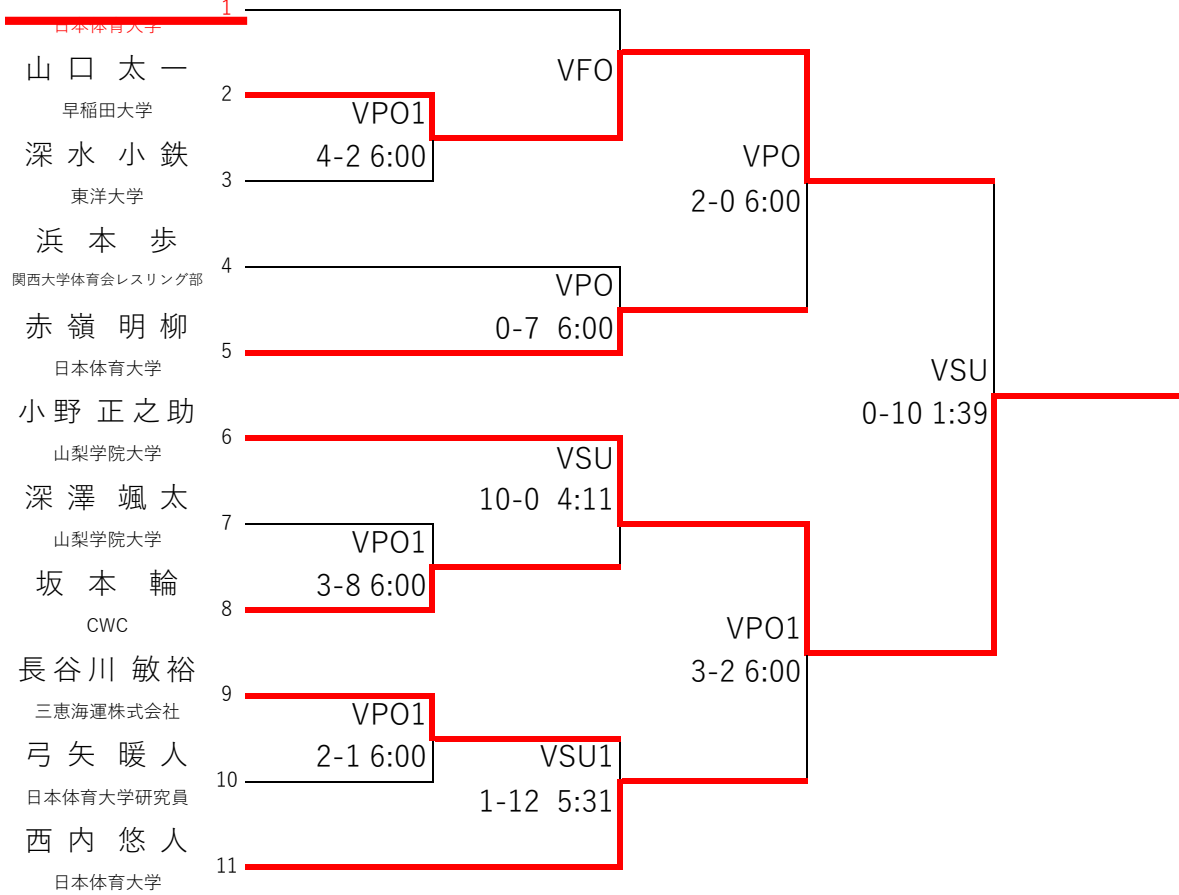 1
日本体育大学
山口 太一
VFO
2
早稲田大学
VPO1
深水 小鉄
4-2 6:00
VPO
3
東洋大学
2-0 6:00
浜本 歩
4
関西大学体育会レスリング部
VPO
赤嶺 明柳
0-7 6:00
5
日本体育大学
VSU
小野 正之助
0-10 1:39
6
山梨学院大学
VSU
深澤 颯太
10-0 4:11
7
山梨学院大学
VPO1
坂本 輪
3-8 6:00
8
CWC
VPO1
長谷川 敏裕
3-2 6:00
9
三恵海運株式会社
VPO1
弓矢 暖人
2-1 6:00
VSU1
10
日本体育大学研究員
1-12 5:31
西内 悠人
11
日本体育大学